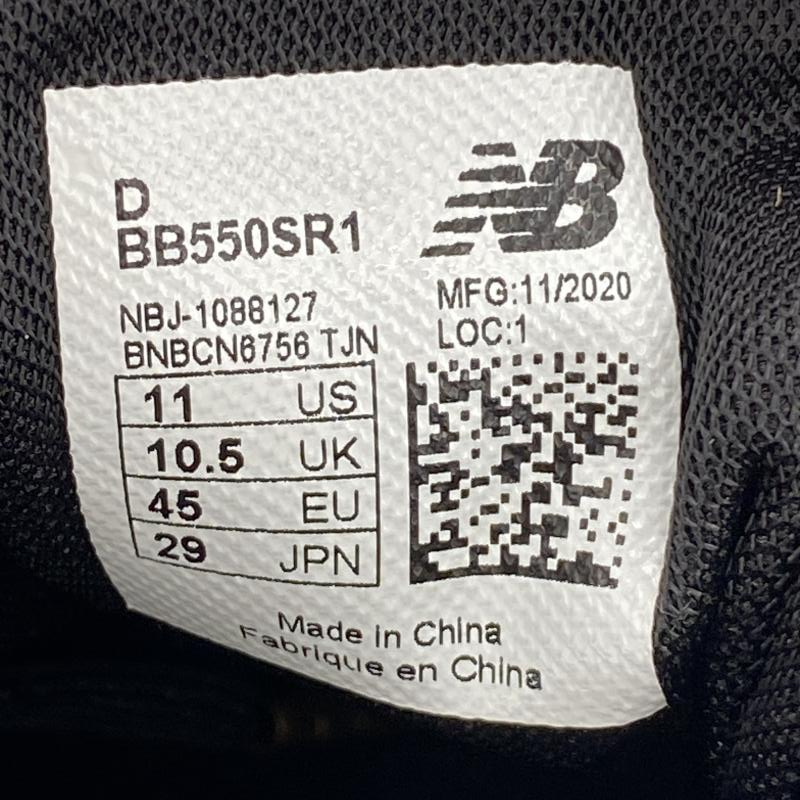 D
BB550SR1
NB
NBJ-1088127
BNBCN6756 TJN
MFG:11/2020
LOC:1
11 US
10.5 UK
45 EU
29 JPN
Made in China
Fabrique en China